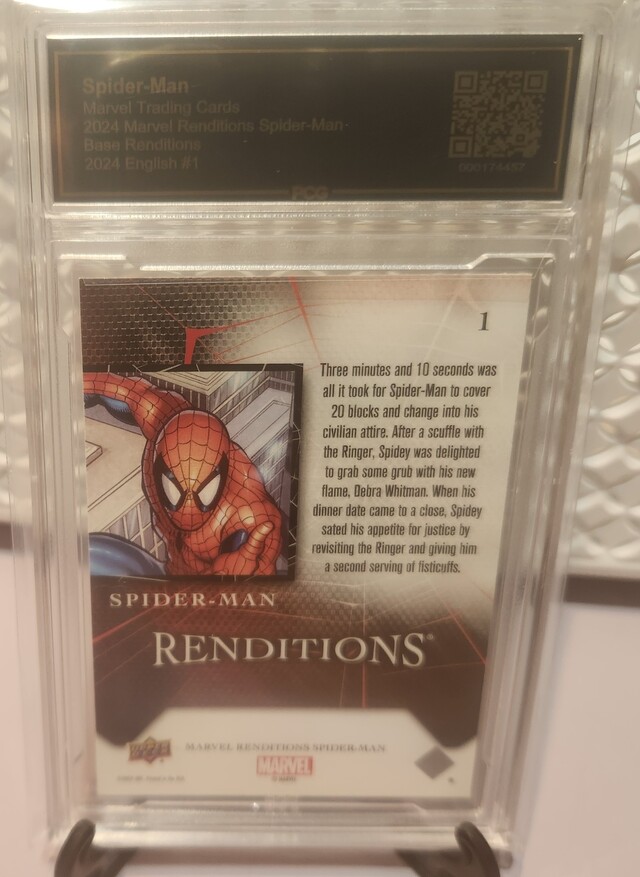 Spider-Man
Marvel Trading Cards
2024 Marvel Renditions Spider-Man-
Base Renditions
2024 English #1
PCG
1
Three minutes and 10 seconds was
all it took for Spider-Man to cover
20 blocks and change into his
civilian attire. After a scuffle with
the Ringer, Spidey was delighted
to grab some grub with his new
flame, Debra Whitman. When his
dinner date came to a close, Spidey
sated his appetite for justice by
revisiting the Ringer and giving him
a second serving of fisticuffs.
SPIDER-MAN
RENDITIONS®
MARVEL RENDITIONS SPIDER-MAN
MARVEL